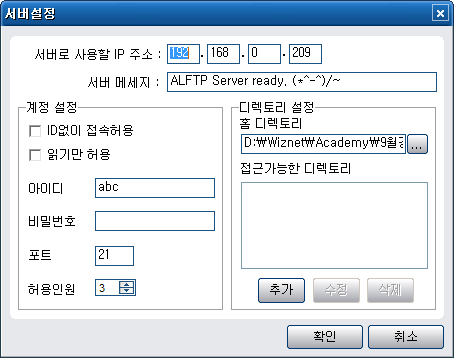 서버설정
서버로 사용할 IP 주소 : 192 . 168 . 0 . 209
서버 메세지 : ALFTP Server ready, (*^-^)/~
계정 설정
ID없이 접속허용
읽기만 허용
아이디 abc
비밀번호
포트 21
허용인원 3
디렉토리 설정
홈 디렉토리
D:\Wiznet\Academy\9월 ...
접근가능한 디렉토리
추가 수정 삭제
확인 취소